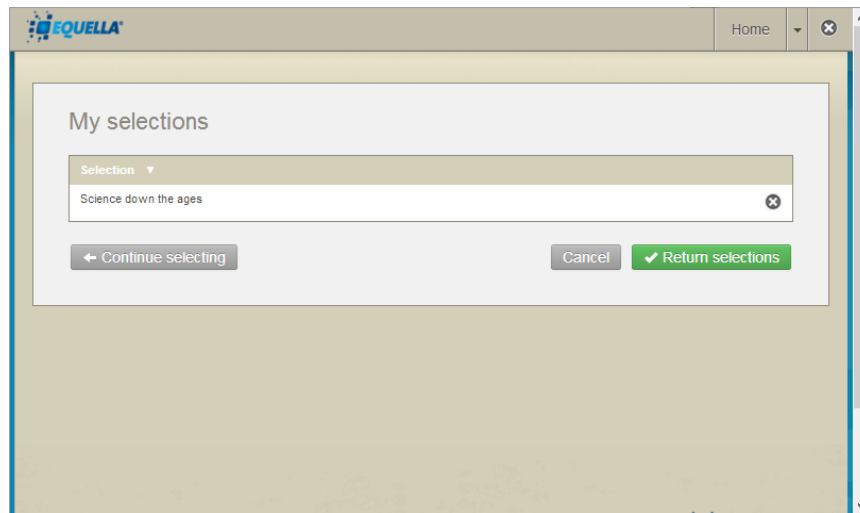 EQUELLA
Home
My selections
Selection
Science down the ages
Continue selecting
Cancel
Return selections